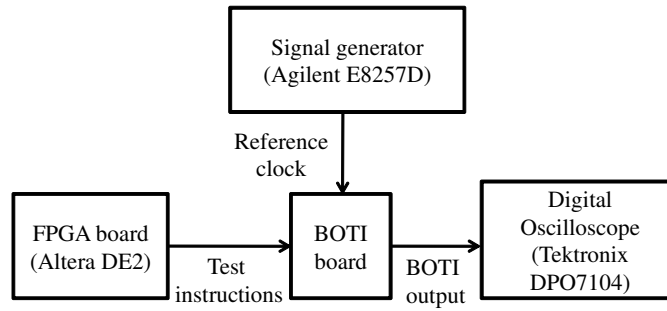 Signal generator
(Agilent E8257D)
Reference
clock
FPGA board
(Altera DE2)
Test
instructions
BOTI
board
BOTI
output
Digital
Oscilloscope
(Tektronix
DPO7104)